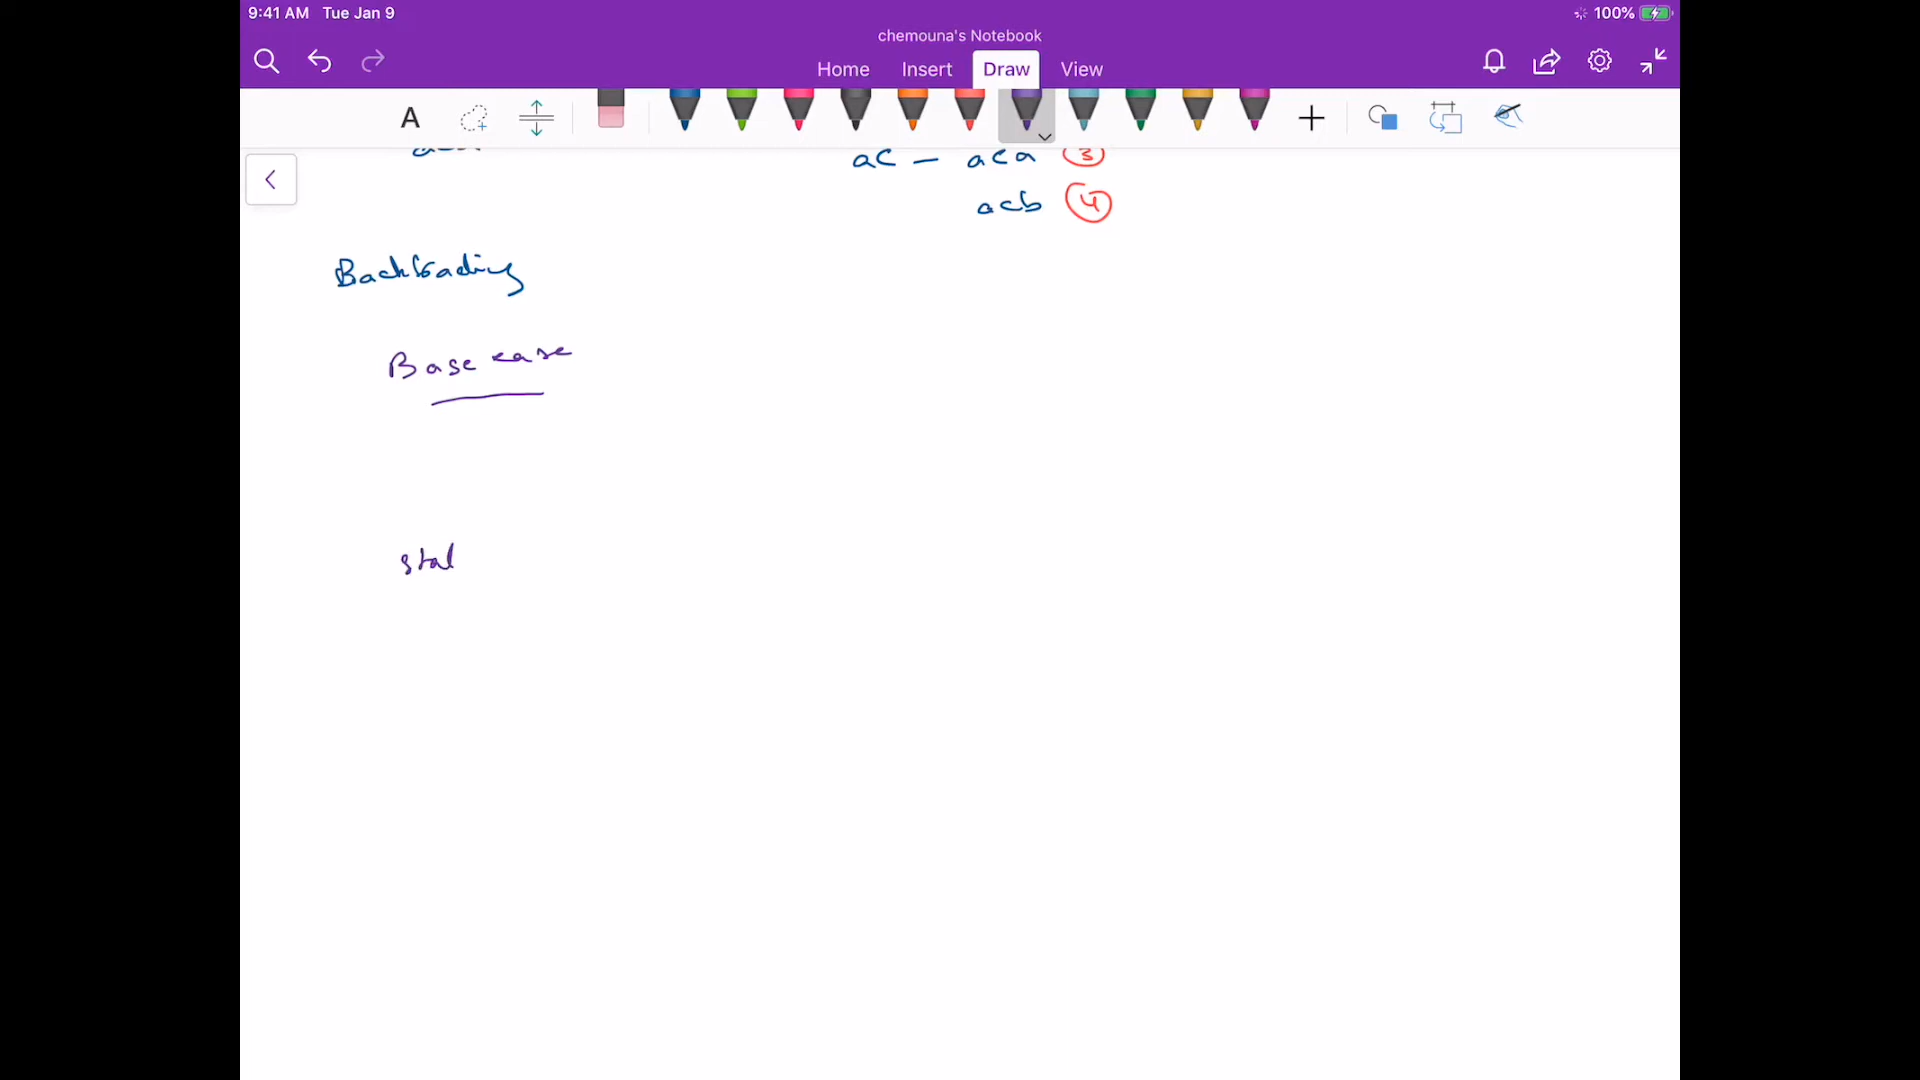 9:41 AM Tue Jan 9
100%
chemouna's Notebook
Home Insert Draw View
A
ac – aca 3
acb 4
Backtracking
Base case
stal